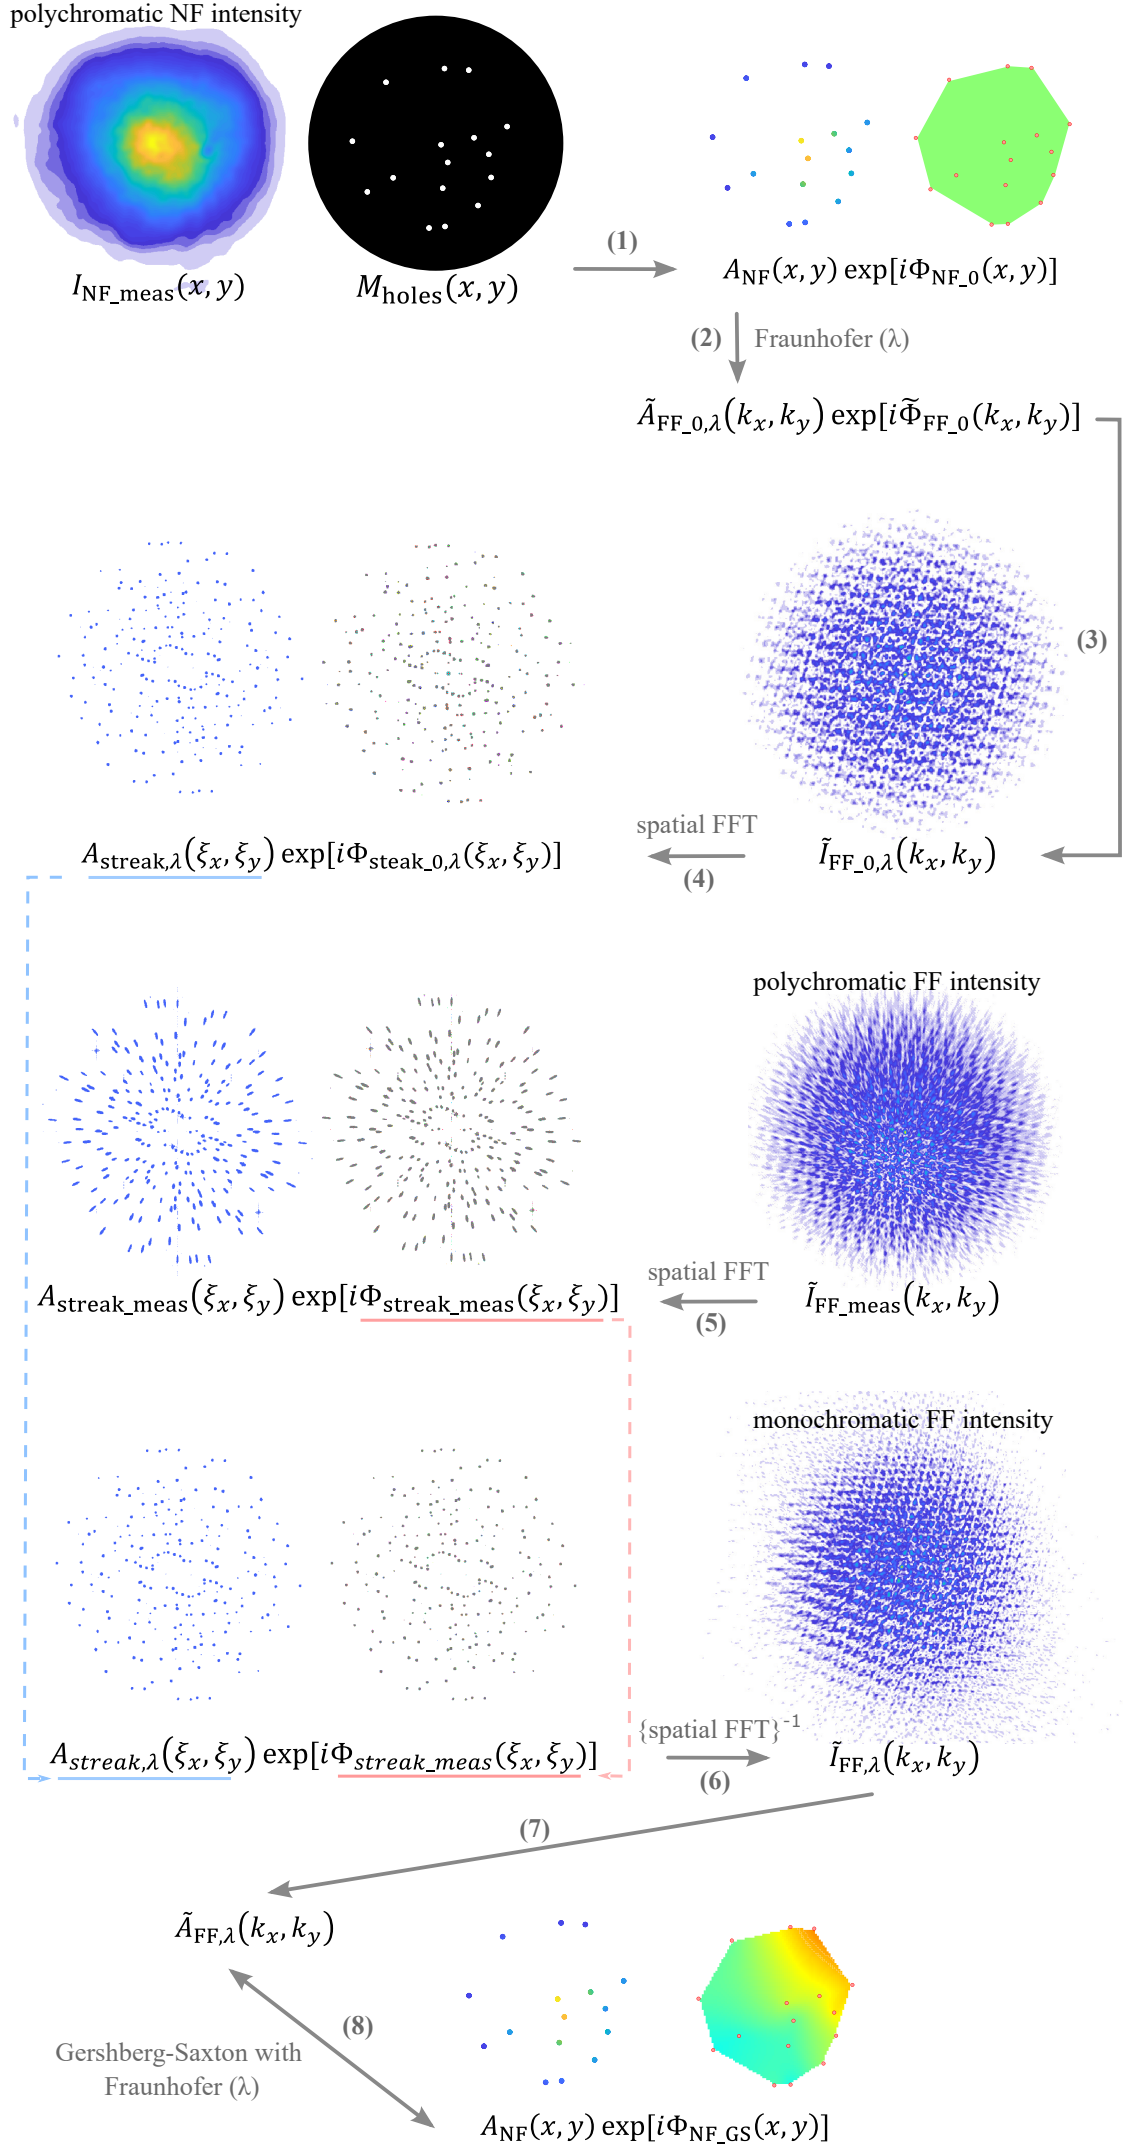 polychromatic NF intensity
I_NF_meas(x, y)
M_holes(x, y)
(1)
A_NF(x, y) exp[iΦ_NF_0(x, y)]
(2) Fraunhofer (λ)
Ã_FF_0,λ(k_x, k_y) exp[iΦ̃_FF_0(k_x, k_y)]
(3)
spatial FFT
A_streak,λ(ξ_x, ξ_y) exp[iΦ_steak_0,λ(ξ_x, ξ_y)]
(4)
Ĩ_FF_0,λ(k_x, k_y)
polychromatic FF intensity
spatial FFT
A_streak_meas(ξ_x, ξ_y) exp[iΦ_streak_meas(ξ_x, ξ_y)]
(5)
Ĩ_FF_meas(k_x, k_y)
monochromatic FF intensity
{spatial FFT}⁻¹
A_streak,λ(ξ_x, ξ_y) exp[iΦ_streak_meas(ξ_x, ξ_y)]
(6)
Ĩ_FF,λ(k_x, k_y)
(7)
Ã_FF,λ(k_x, k_y)
(8)
Gershberg-Saxton with
Fraunhofer (λ)
A_NF(x, y) exp[iΦ_NF_GS(x, y)]